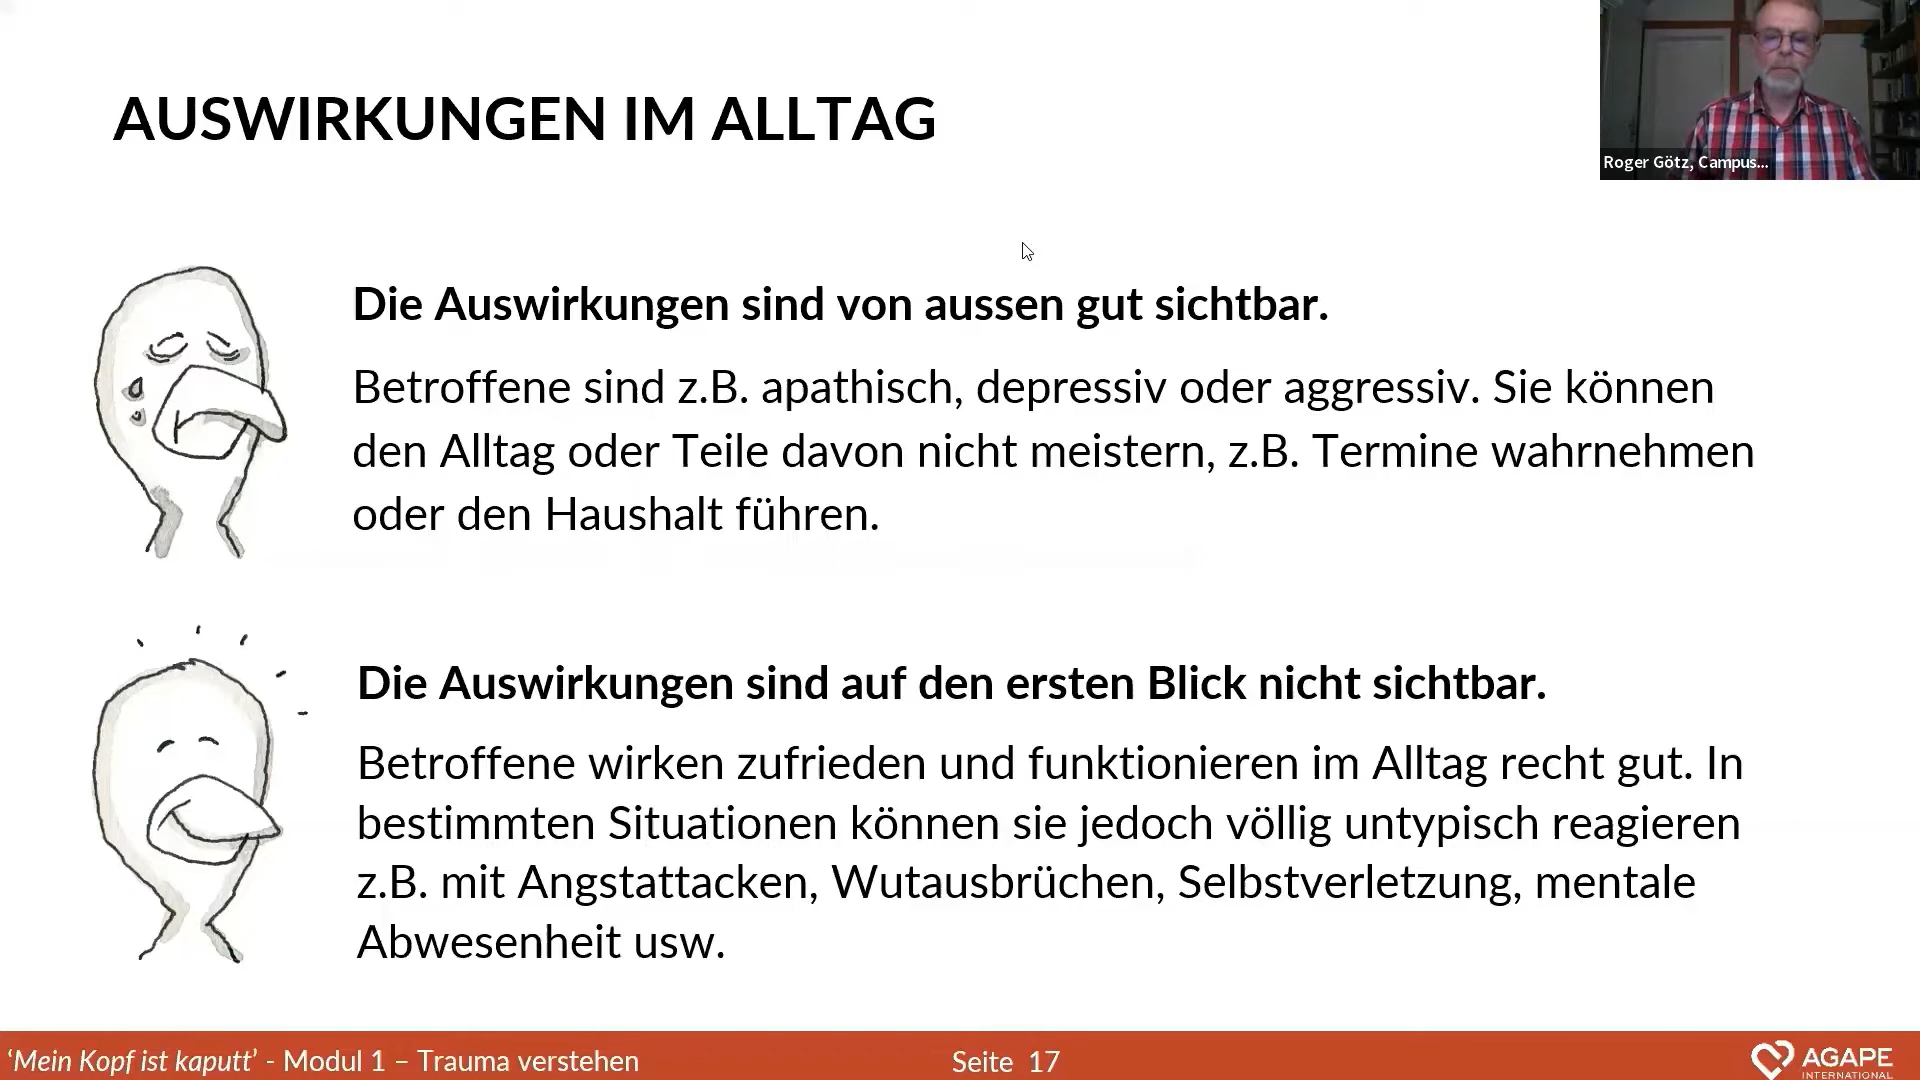 AUSWIRKUNGEN IM ALLTAG
Roger Götz, Campus...
Die Auswirkungen sind von aussen gut sichtbar.
Betroffene sind z.B. apathisch, depressiv oder aggressiv. Sie können
den Alltag oder Teile davon nicht meistern, z.B. Termine wahrnehmen
oder den Haushalt führen.
Die Auswirkungen sind auf den ersten Blick nicht sichtbar.
Betroffene wirken zufrieden und funktionieren im Alltag recht gut. In
bestimmten Situationen können sie jedoch völlig untypisch reagieren
z.B. mit Angstattacken, Wutausbrüchen, Selbstverletzung, mentale
Abwesenheit usw.
‘Mein Kopf ist kaputt’ - Modul 1 – Trauma verstehen
Seite 17
AGAPE
INTERNATIONAL